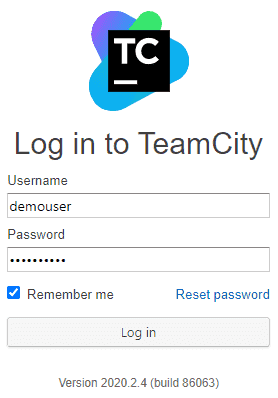 TC
Log in to TeamCity
Username
demouser
Password
••••••••••
Remember me
Reset password
Log in
Version 2020.2.4 (build 86063)